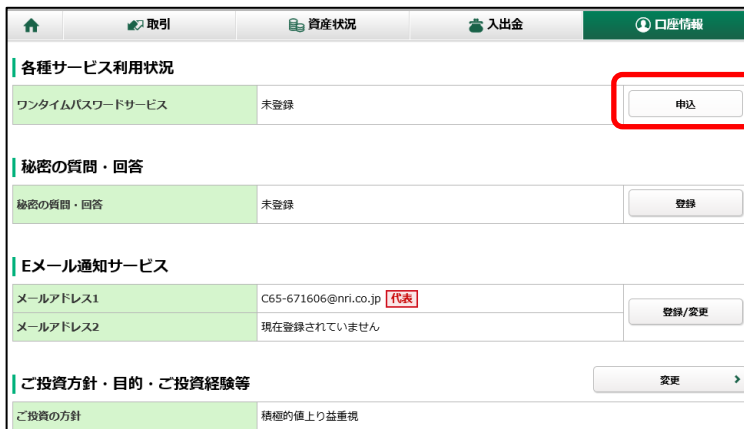 取引 資産状況 入出金 口座情報
各種サービス利用状況
ワンタイムパスワードサービス 未登録 申込
秘密の質問・回答
秘密の質問・回答 未登録 登録
Eメール通知サービス
メールアドレス1 C65-671606@nri.co.jp 代表
登録/変更
メールアドレス2 現在登録されていません
ご投資方針・目的・ご投資経験等 変更
ご投資の方針 積極的値上り益重視